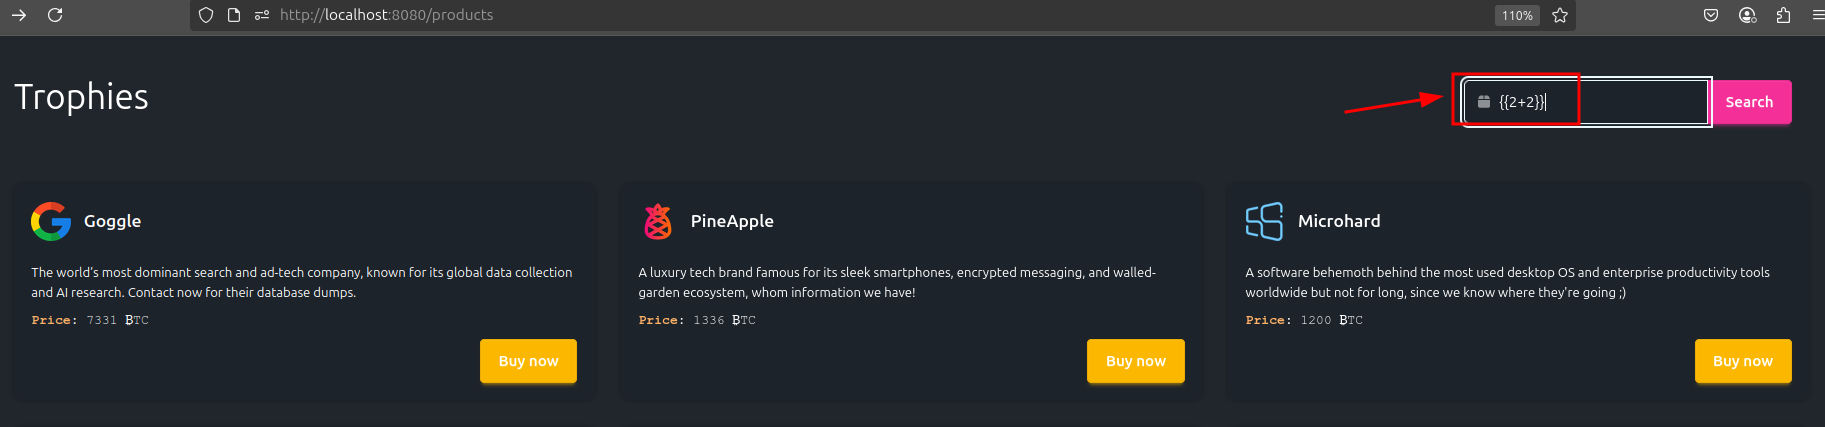 http://localhost:8080/products
110%
Trophies
{{2+2}}
Search
Goggle
The world's most dominant search and ad-tech company, known for its global data collection
and AI research. Contact now for their database dumps.
Price: 7331 ₿TC
Buy now
PineApple
A luxury tech brand famous for its sleek smartphones, encrypted messaging, and walled-
garden ecosystem, whom information we have!
Price: 1336 ₿TC
Buy now
Microhard
A software behemoth behind the most used desktop OS and enterprise productivity tools
worldwide but not for long, since we know where they're going ;)
Price: 1200 ₿TC
Buy now